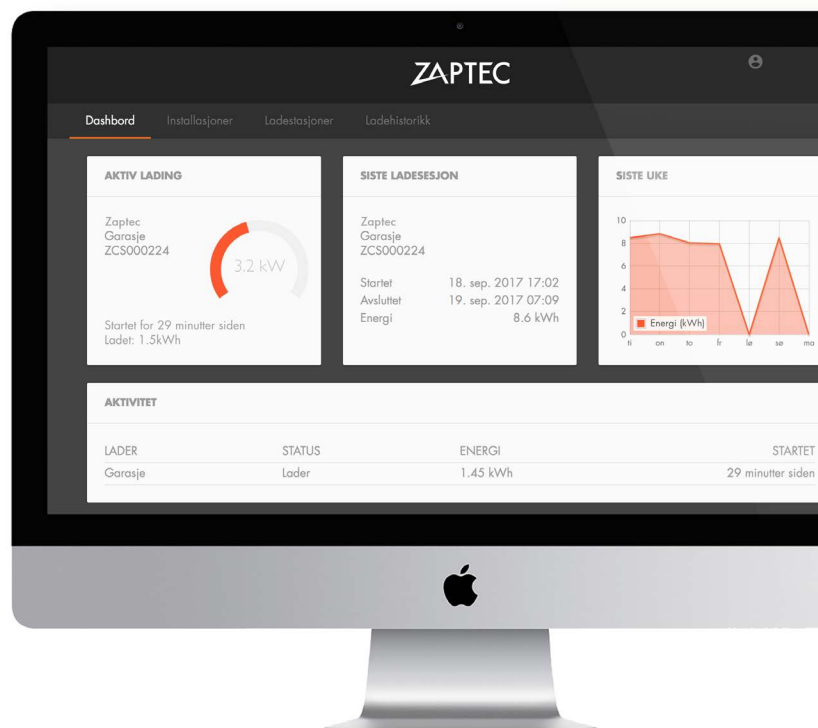 ZAPTEC
Dashbord Installasjoner Ladestasjoner Ladehistorikk
AKTIV LADING
Zaptec
Garasje
ZCS000224
3.2 kW
Startet for 29 minutter siden
Ladet: 1.5kWh
SISTE LADESESJON
Zaptec
Garasje
ZCS000224
Startet 18. sep. 2017 17:02
Avsluttet 19. sep. 2017 07:09
Energi 8.6 kWh
SISTE UKE
10
8
6
4
2
0
Energi (kWh)
ti on to fr lø sø ma
AKTIVITET
LADER STATUS ENERGI STARTET
Garasje Lader 1.45 kWh 29 minutter siden